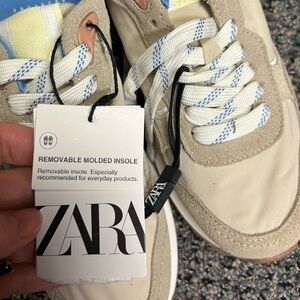 REMOVABLE MOLDED INSOLE
Removable insole. Especially
recommended for everyday products.
ZARA
ZARA